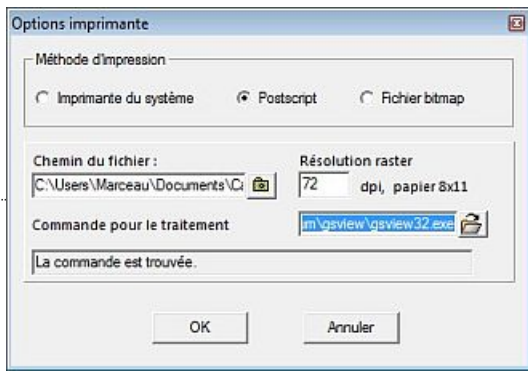 Options imprimante
Méthode d'impression
Imprimante du système Postscript Fichier bitmap
Chemin du fichier : Résolution raster
C:\Users\Marceau\Documents\Ca 72 dpi, papier 8x11
Commande pour le traitement im\gsview\gsview32.exe
La commande est trouvée.
OK Annuler